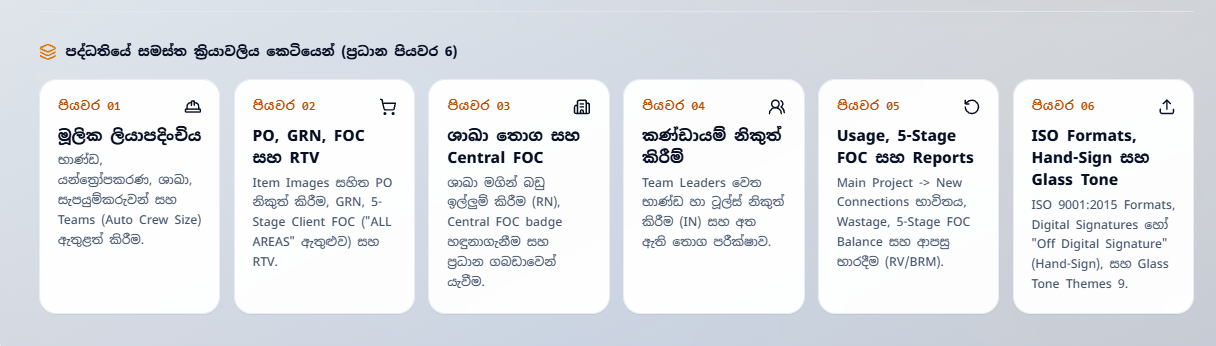 පද්ධතියේ සමස්ත ක්‍රියාවලිය කෙටියෙන් (ප්‍රධාන පියවර 6)
පියවර 01
මූලික ලියාපදිංචිය
භාණ්ඩ,
යන්ත්‍රෝපකරණ, ශාඛා,
සැපයුම්කරුවන් සහ
Teams (Auto Crew Size)
ඇතුළත් කිරීම.
පියවර 02
PO, GRN, FOC
සහ RTV
Item Images සහිත PO
නිකුත් කිරීම, GRN, 5-
Stage Client FOC ("ALL
AREAS" ඇතුළුව) සහ
RTV.
පියවර 03
ශාඛා තොග සහ
Central FOC
ශාඛා මගින් බඩු
ඉල්ලුම් කිරීම (RN),
Central FOC badge
හඳුනාගැනීම සහ
ප්‍රධාන ගබඩාවෙන්
යැවීම.
පියවර 04
කණ්ඩායම් නිකුත්
කිරීම්
Team Leaders වෙත
භාණ්ඩ හා ටූල්ස් නිකුත්
කිරීම (IN) සහ අත
ඇති තොග පරීක්ෂාව.
පියවර 05
Usage, 5-Stage
FOC සහ Reports
Main Project -> New
Connections භාවිතය,
Wastage, 5-Stage FOC
Balance සහ ආපසු
භාරදීම (RV/BRM).
පියවර 06
ISO Formats,
Hand-Sign සහ
Glass Tone
ISO 9001:2015 Formats,
Digital Signatures හෝ
"Off Digital Signature"
(Hand-Sign), සහ Glass
Tone Themes 9.